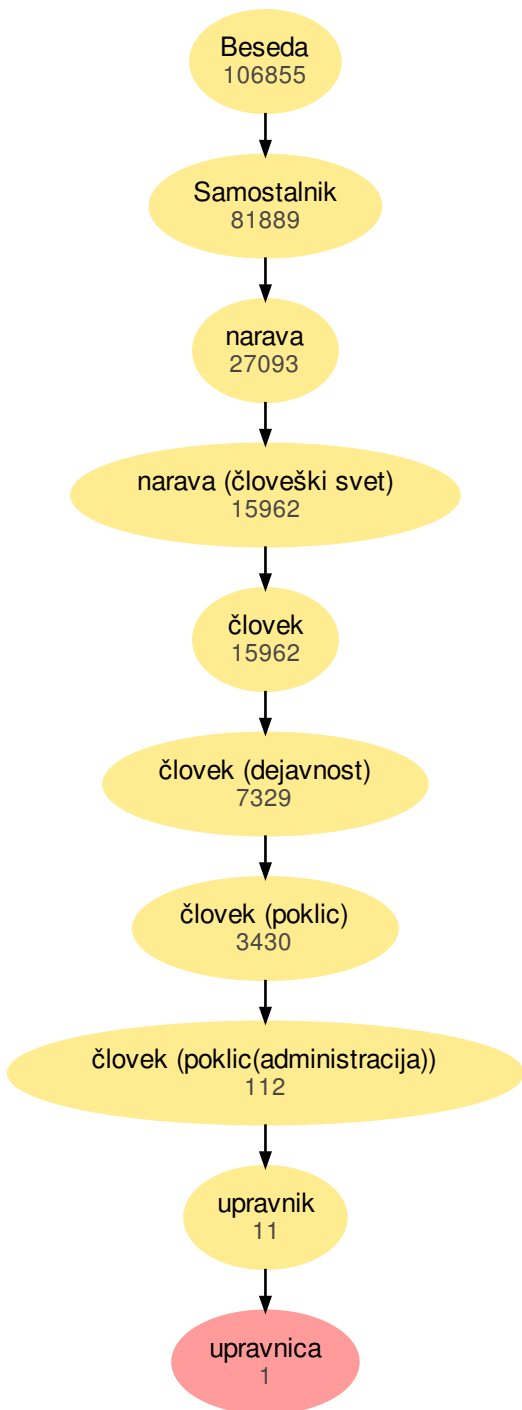 Beseda
106855
Samostalnik
81889
narava
27093
narava (človeški svet)
15962
človek
15962
človek (dejavnost)
7329
človek (poklic)
3430
človek (poklic(administracija))
112
upravnik
11
upravnica
1